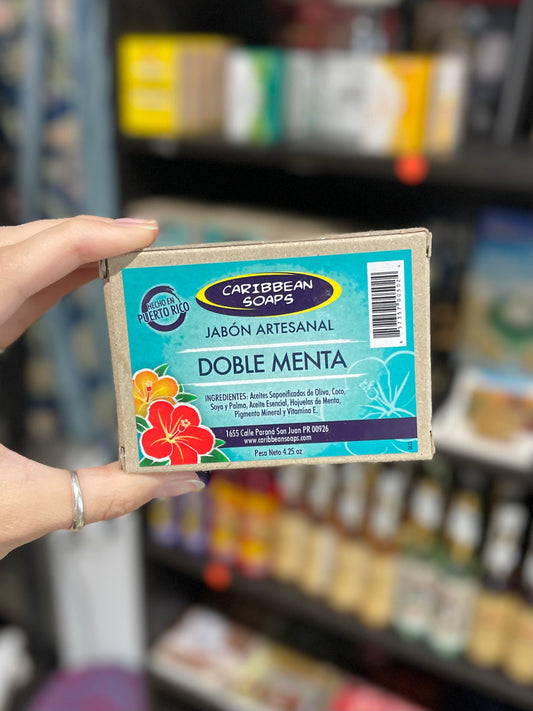 HECHO EN
PUERTO RICO
CARIBBEAN
SOAPS
JABÓN ARTESANAL
DOBLE MENTA
INGREDIENTES: Aceites Saponificados de Oliva, Coco,
Soya y Palma, Aceite Esencial, Hojuelas de Menta,
Pigmento Mineral y Vitamina E.
1655 Calle Paraná San Juan PR 00926
www.caribbeansoaps.com
Peso Neto 4.25 oz